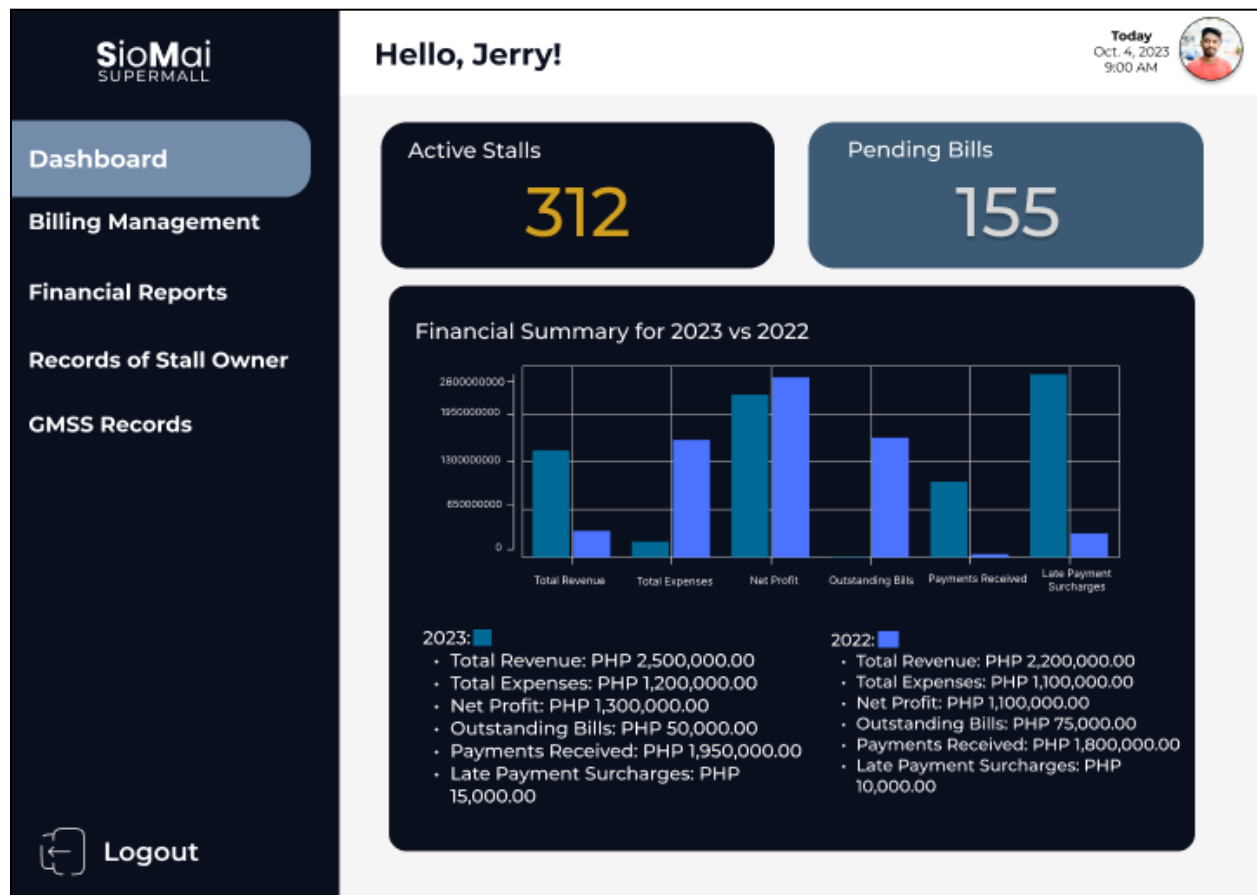 SioMai
SUPERMALL
Dashboard
Billing Management
Financial Reports
Records of Stall Owner
GMSS Records
Logout
Hello, Jerry!
Today
Oct. 4, 2023
9:00 AM
Active Stalls
312
Pending Bills
155
Financial Summary for 2023 vs 2022
2800000000
1950000000
1300000000
650000000
0
Total Revenue
Total Expenses
Net Profit
Outstanding Bills
Payments Received
Late Payment
Surcharges
2023:
• Total Revenue: PHP 2,500,000.00
• Total Expenses: PHP 1,200,000.00
• Net Profit: PHP 1,300,000.00
• Outstanding Bills: PHP 50,000.00
• Payments Received: PHP 1,950,000.00
• Late Payment Surcharges: PHP
15,000.00
2022:
• Total Revenue: PHP 2,200,000.00
• Total Expenses: PHP 1,100,000.00
• Net Profit: PHP 1,100,000.00
• Outstanding Bills: PHP 75,000.00
• Payments Received: PHP 1,800,000.00
• Late Payment Surcharges: PHP
10,000.00